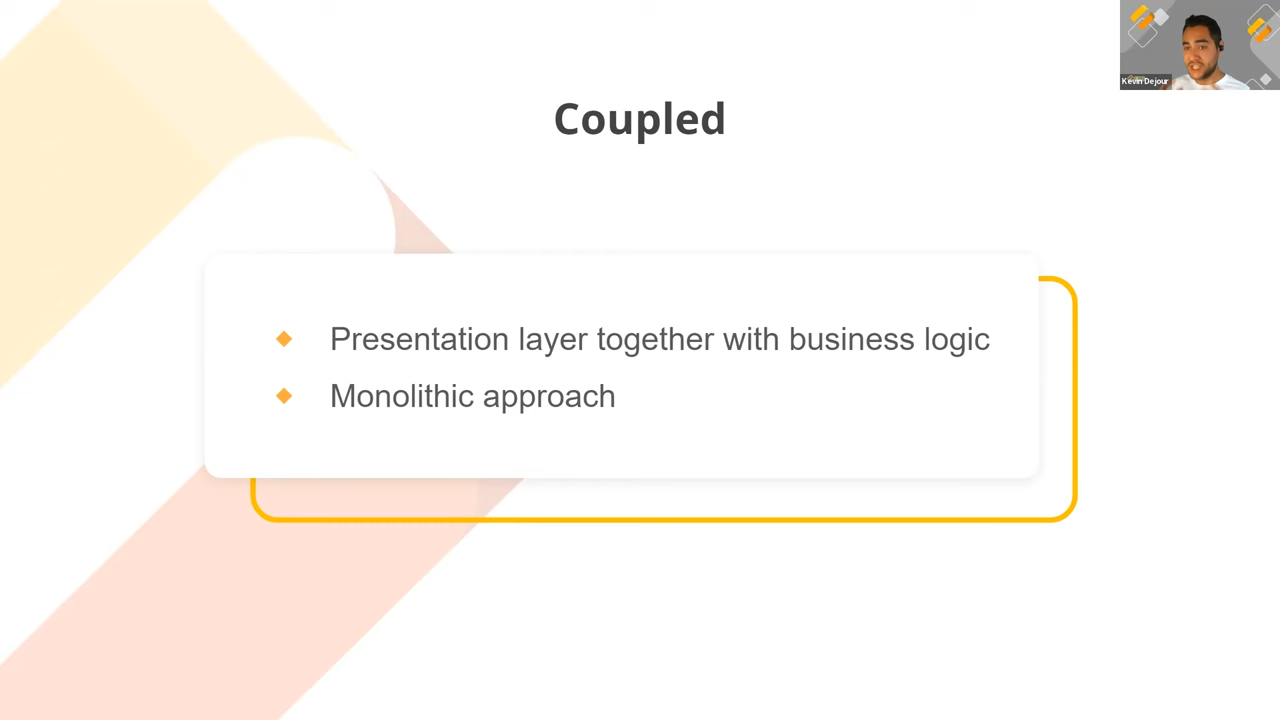 Coupled
Presentation layer together with business logic
Monolithic approach
Kevin Dejour